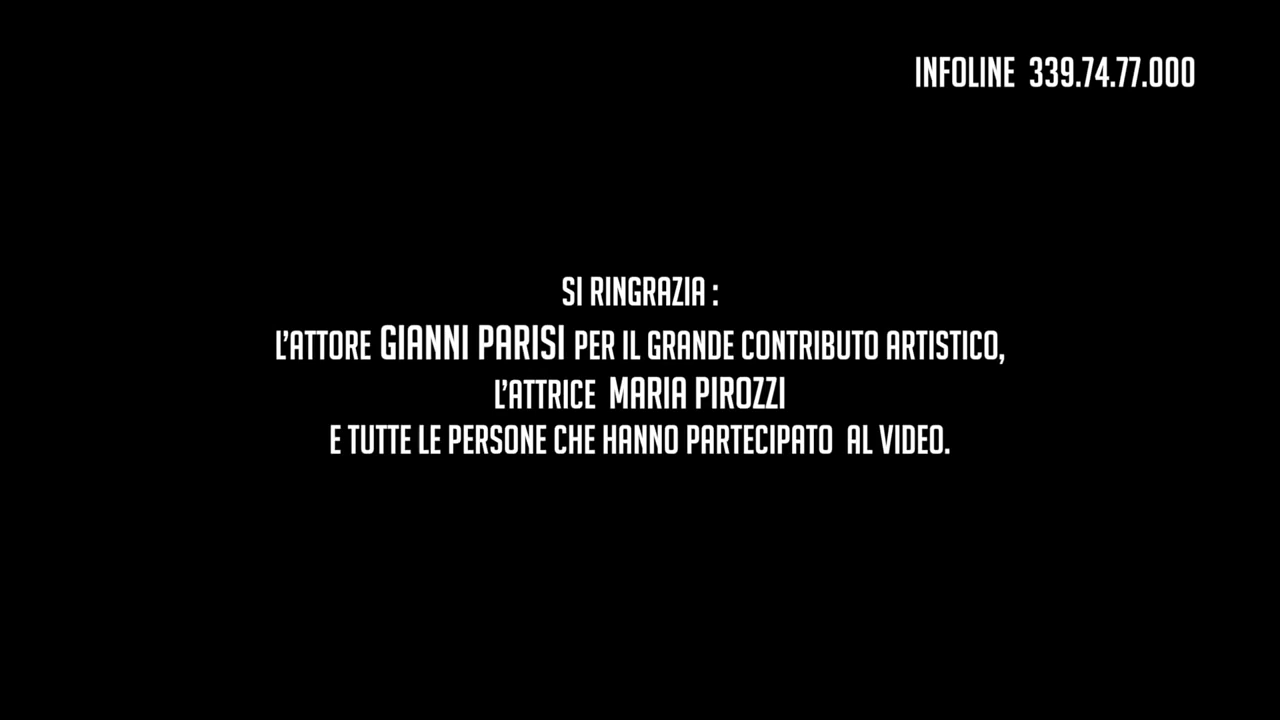 INFOLINE 339.74.77.000
SI RINGRAZIA :
L'ATTORE GIANNI PARISI PER IL GRANDE CONTRIBUTO ARTISTICO,
L'ATTRICE MARIA PIROZZI
E TUTTE LE PERSONE CHE HANNO PARTECIPATO AL VIDEO.